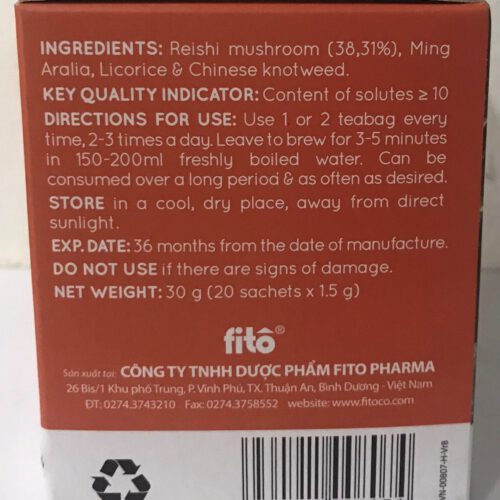 INGREDIENTS: Reishi mushroom (38,31%), Ming
Aralia, Licorice & Chinese knotweed.
KEY QUALITY INDICATOR: Content of solutes ≥ 10
DIRECTIONS FOR USE: Use 1 or 2 teabag every
time, 2-3 times a day. Leave to brew for 3-5 minutes
in 150-200ml freshly boiled water. Can be
consumed over a long period & as often as desired.
STORE in a cool, dry place, away from direct
sunlight.
EXP. DATE: 36 months from the date of manufacture.
DO NOT USE if there are signs of damage.
NET WEIGHT: 30 g (20 sachets x 1.5 g)
fitô®
Sản xuất tại: CÔNG TY TNHH DƯỢC PHẨM FITO PHARMA
26 Bis/1 Khu phố Trung, P. Vĩnh Phú, TX. Thuận An, Bình Dương - Việt Nam
ĐT: 0274.3743210 Fax: 0274.3758552 website: www.fitoco.com
VN-00807-H-Vr8